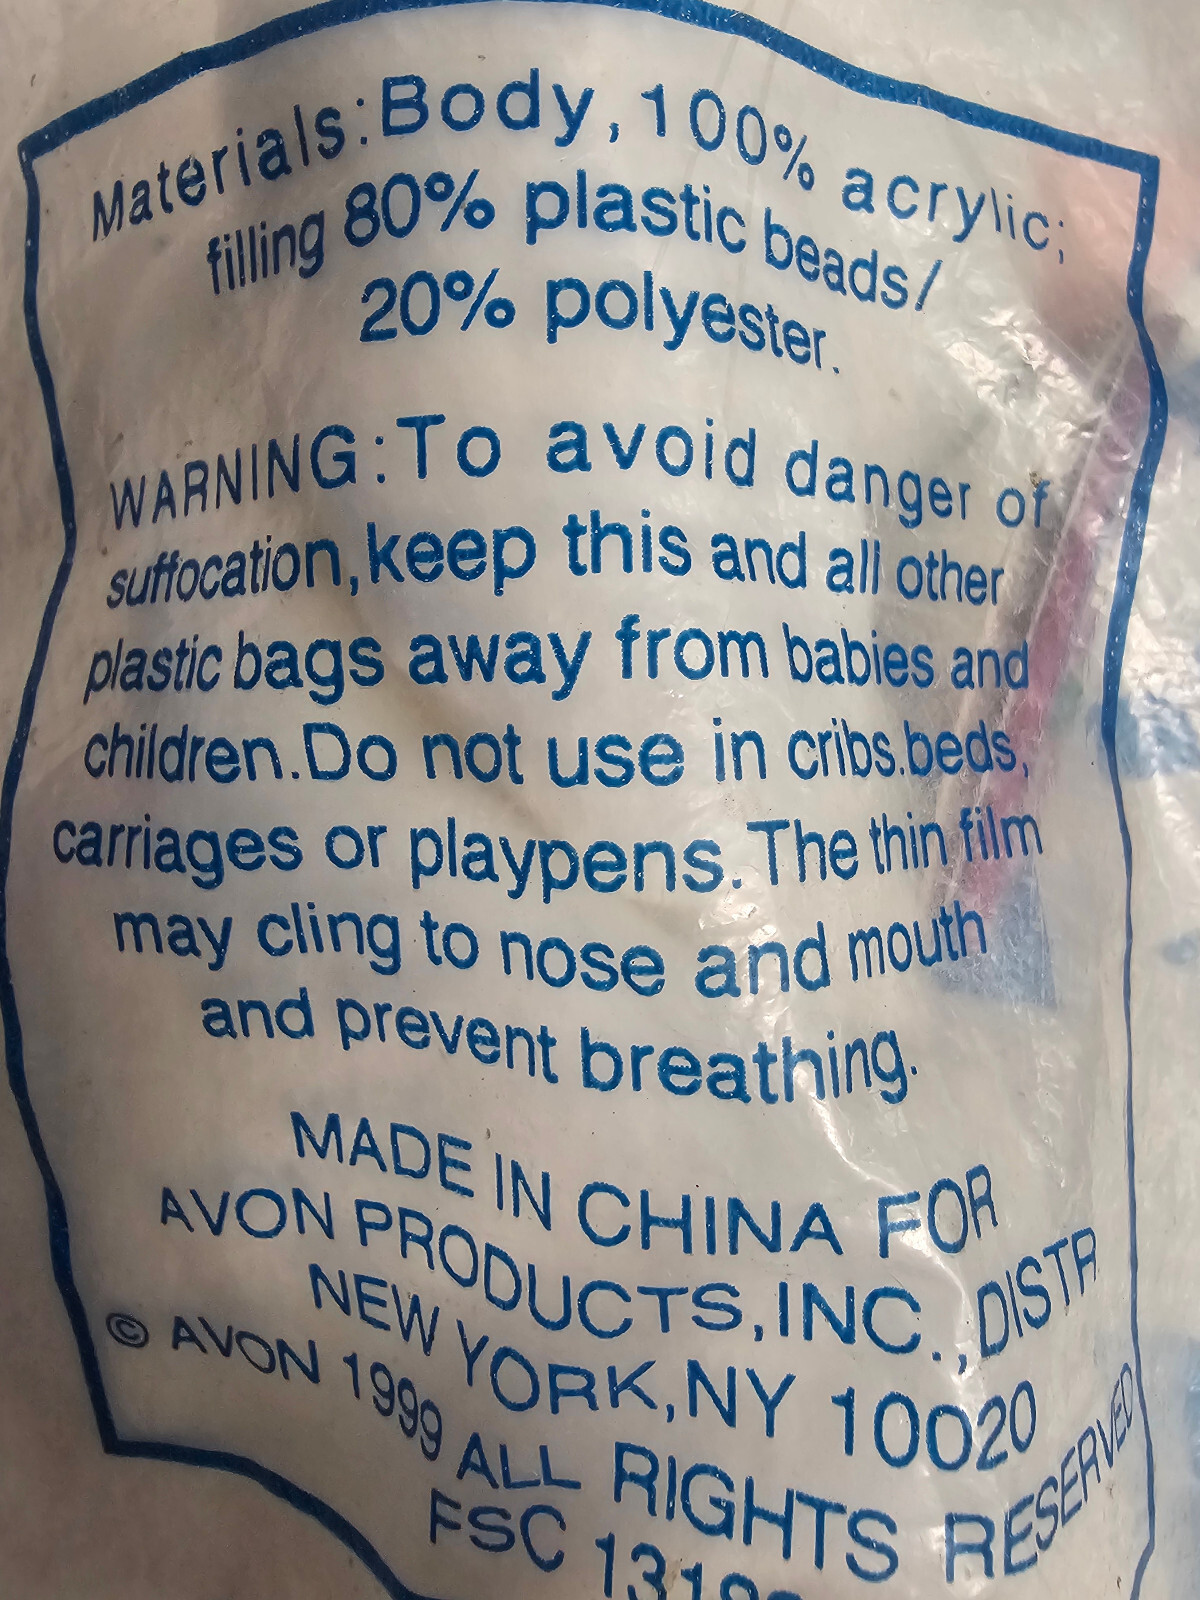 Materials:Body,100% acrylic;
filling 80% plastic beads/
20% polyester.
WARNING:To avoid danger of
suffocation,keep this and all other
plastic bags away from babies and
children.Do not use in cribs.beds,
carriages or playpens.The thin film
may cling to nose and mouth
and prevent breathing.
MADE IN CHINA FOR
AVON PRODUCTS,INC.,DISTR
NEW YORK,NY 10020
© AVON 1999 ALL RIGHTS RESERVED
FSC